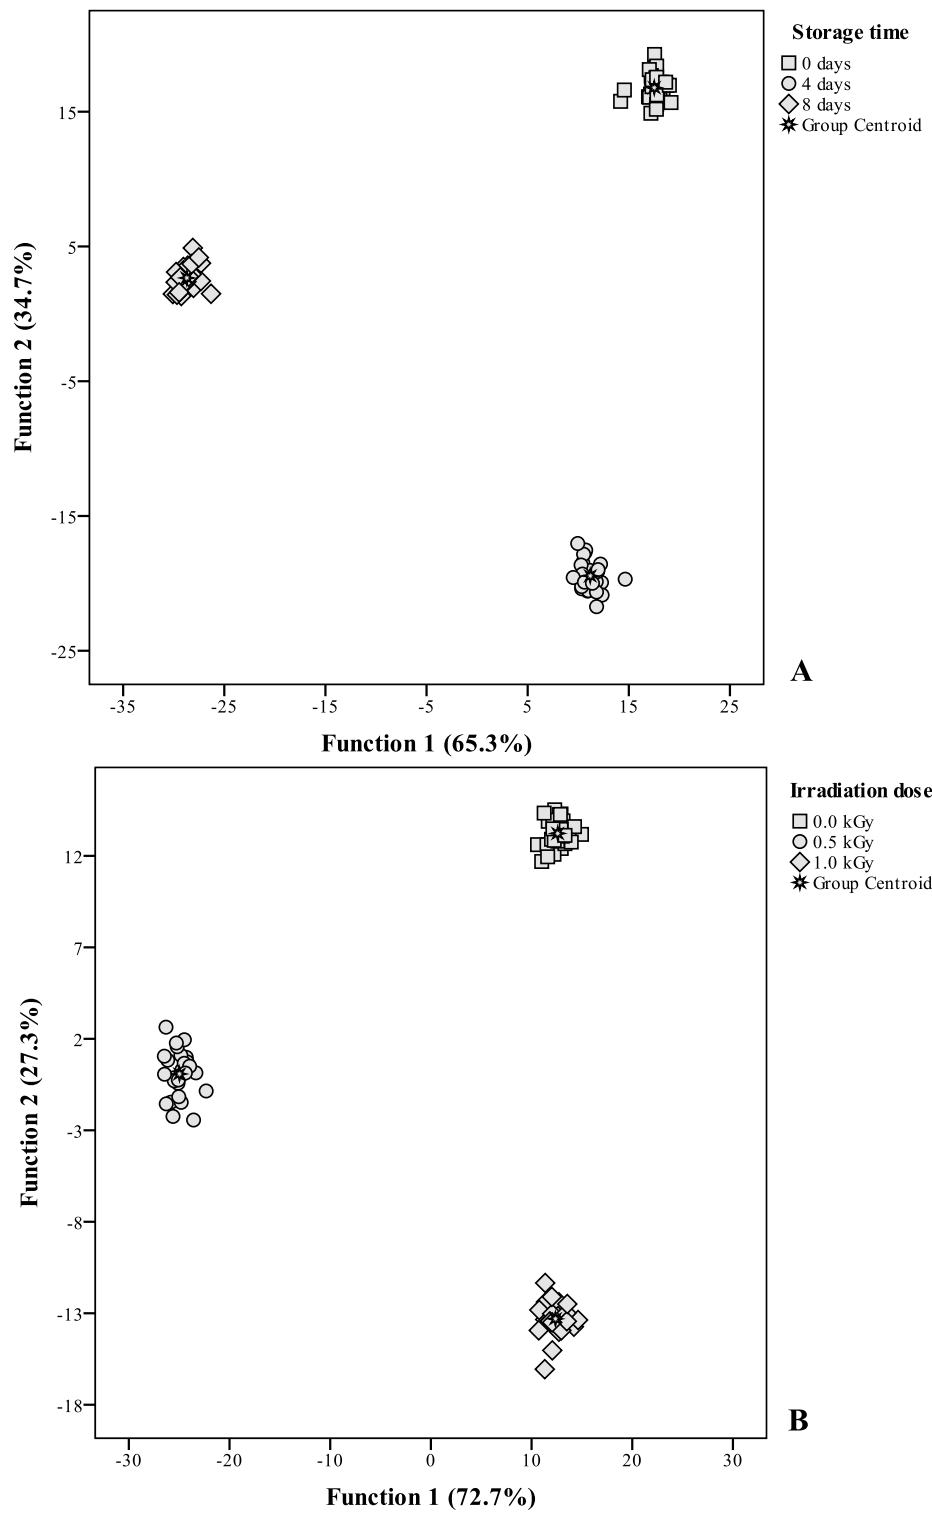 Storage time
0 days
4 days
8 days
Group Centroid
15
5
-5
-15
-25
Function 2 (34.7%)
-35 -25 -15 -5 5 15 25
Function 1 (65.3%)
A
Irradiation dose
0.0 kGy
0.5 kGy
1.0 kGy
Group Centroid
12
7
2
-3
-8
-13
-18
Function 2 (27.3%)
-30 -20 -10 0 10 20 30
Function 1 (72.7%)
B